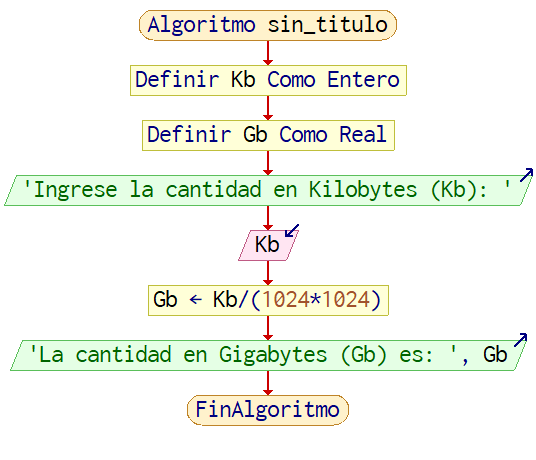 Algoritmo sin_titulo
Definir Kb Como Entero
Definir Gb Como Real
'Ingrese la cantidad en Kilobytes (Kb): '
Kb
Gb ← Kb/(1024*1024)
'La cantidad en Gigabytes (Gb) es: ', Gb
FinAlgoritmo